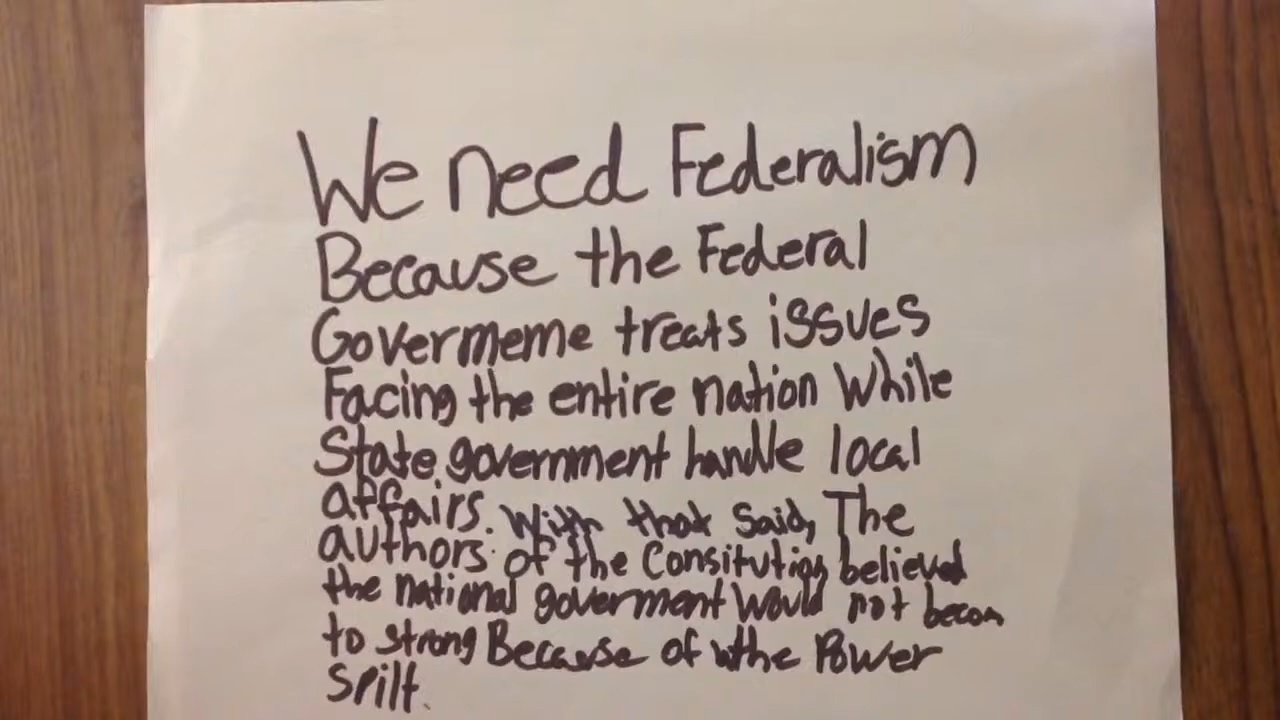 We need Federalism
Because the Federal
Govermeme treats issues
Facing the entire nation While
State government handle local
affairs. With that said, The
authors of the Consitution believed
the national goverment Would not becom
to strong Because of the Power
Spilt.